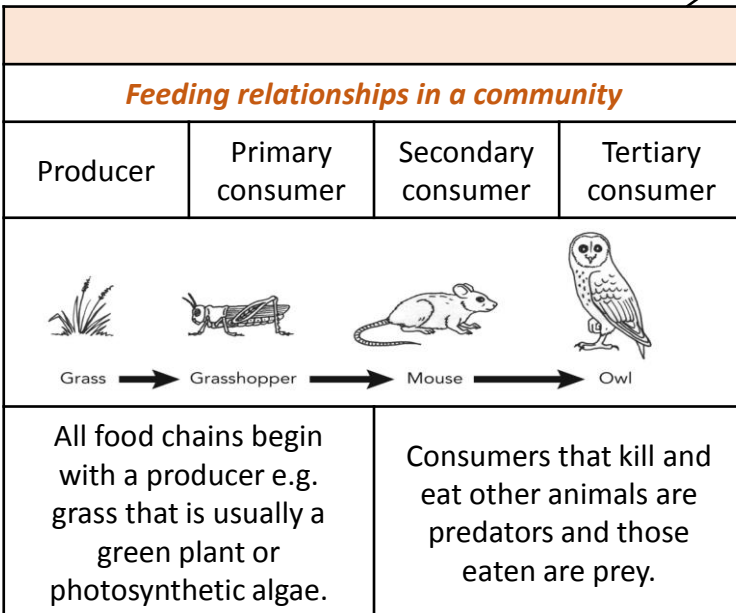 Feeding relationships in a community
Producer
Primary
consumer
Secondary
consumer
Tertiary
consumer
Grass
Grasshopper
Mouse
Owl
All food chains begin
with a producer e.g.
grass that is usually a
green plant or
photosynthetic algae.
Consumers that kill and
eat other animals are
predators and those
eaten are prey.